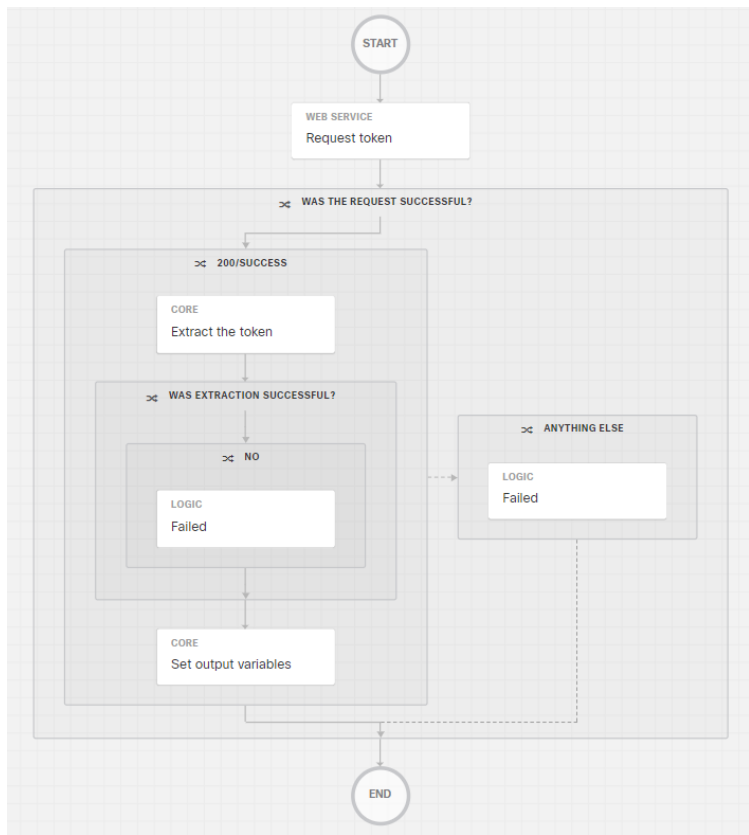 START
WEB SERVICE
Request token
WAS THE REQUEST SUCCESSFUL?
200/SUCCESS
CORE
Extract the token
WAS EXTRACTION SUCCESSFUL?
NO
LOGIC
Failed
CORE
Set output variables
ANYTHING ELSE
LOGIC
Failed
END